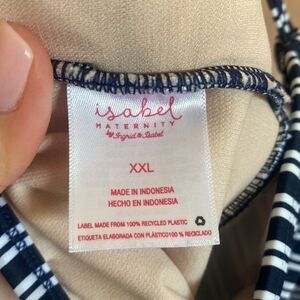 isabel
MATERNITY
by Ingrid & Isabel
XXL
MADE IN INDONESIA
HECHO EN INDONESIA
LABEL MADE FROM 100% RECYCLED PLASTIC
ETIQUETA ELABORADA CON PLÁSTICO100 % RECICLADO